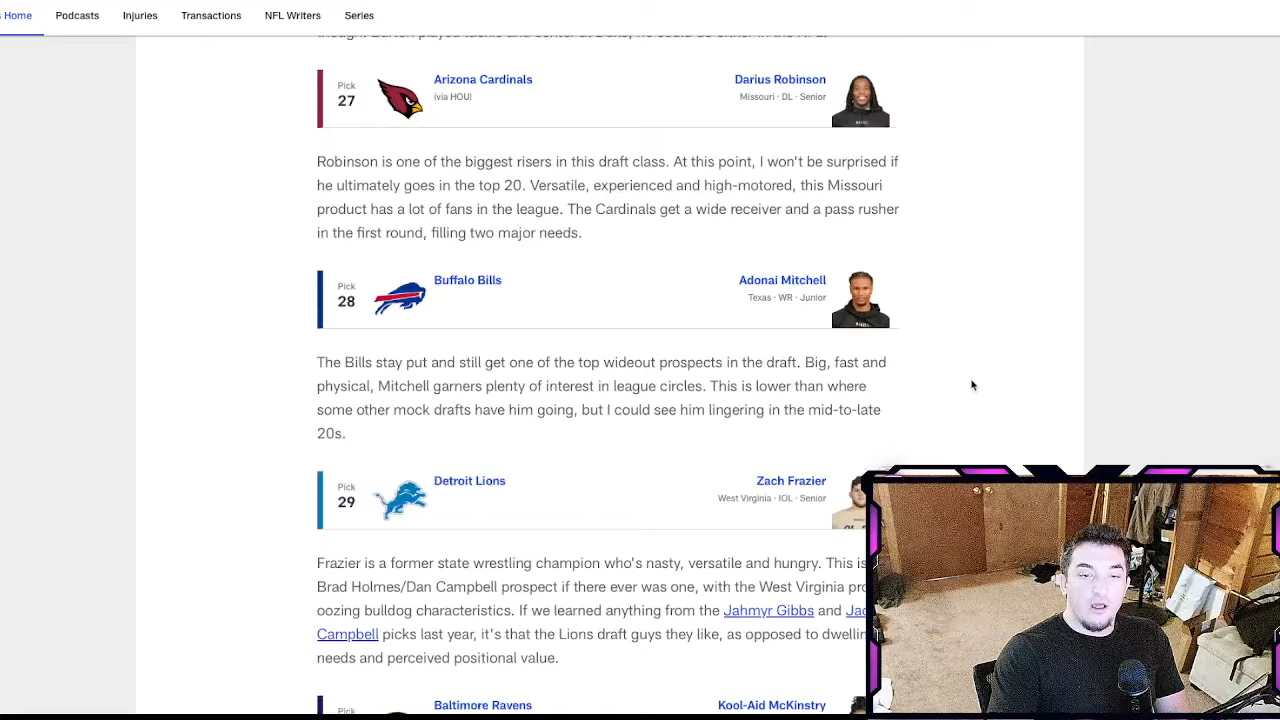 s Home Podcasts Injuries Transactions NFL Writers Series
Pick
27
Arizona Cardinals
(via HOU)
Darius Robinson
Missouri · DL · Senior
Robinson is one of the biggest risers in this draft class. At this point, I won't be surprised if
he ultimately goes in the top 20. Versatile, experienced and high-motored, this Missouri
product has a lot of fans in the league. The Cardinals get a wide receiver and a pass rusher
in the first round, filling two major needs.
Pick
28
Buffalo Bills
Adonai Mitchell
Texas · WR · Junior
The Bills stay put and still get one of the top wideout prospects in the draft. Big, fast and
physical, Mitchell garners plenty of interest in league circles. This is lower than where
some other mock drafts have him going, but I could see him lingering in the mid-to-late
20s.
Pick
29
Detroit Lions
Zach Frazier
West Virginia · IOL · Senior
Frazier is a former state wrestling champion who's nasty, versatile and hungry. This is
Brad Holmes/Dan Campbell prospect if there ever was one, with the West Virginia pro
oozing bulldog characteristics. If we learned anything from the Jahmyr Gibbs and Jac
Campbell picks last year, it's that the Lions draft guys they like, as opposed to dwellin
needs and perceived positional value.
Pick
Baltimore Ravens
Kool-Aid McKinstry